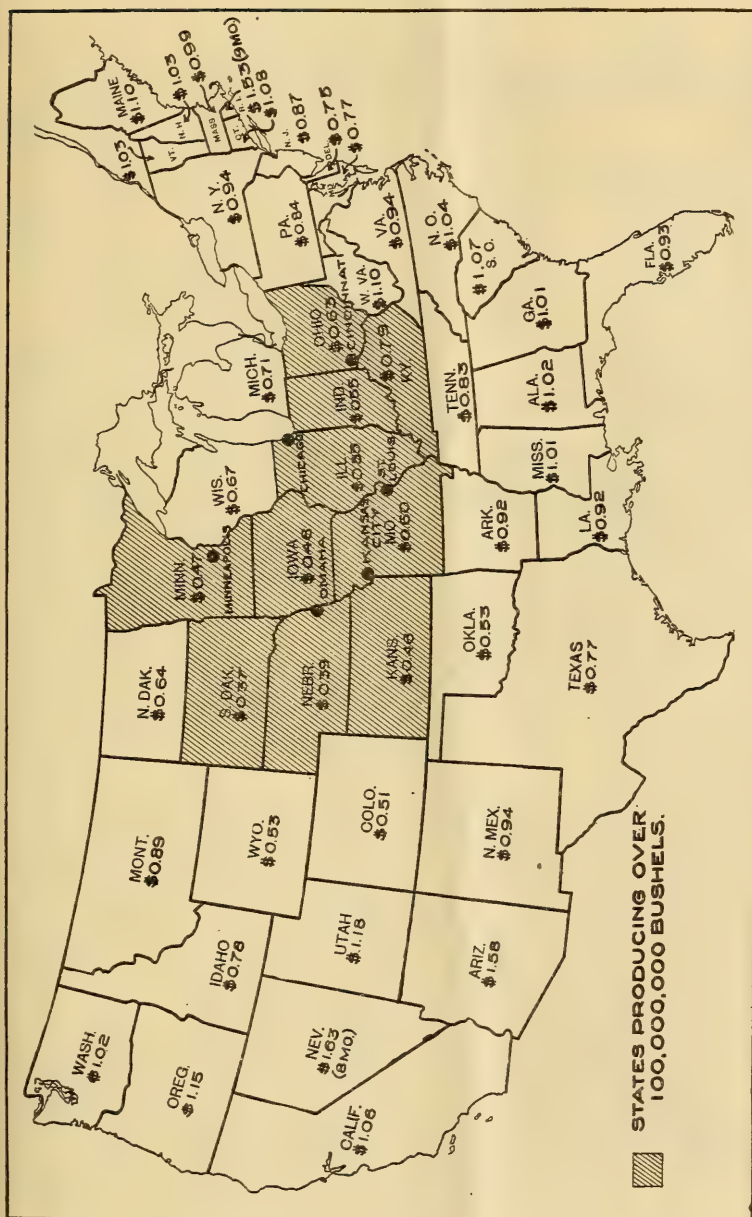 WASH.
$1.02
OREG.
$1.15
CALIF.
$1.06
NEV.
$1.63
(8MO.)
IDAHO
$0.78
MONT.
$0.89
WYO.
$0.53
UTAH
$1.18
COLO.
$0.51
ARIZ.
$1.58
N. MEX.
$0.94
N. DAK.
$0.64
S. DAK.
$0.37
NEBR.
$0.39
KANS.
$0.46
OKLA.
$0.53
TEXAS
$0.77
MINN.
$0.47
MINNEAPOLIS
IOWA
$0.48
OMAHA
KANSAS
CITY
MO.
$0.60
ARK.
$0.92
LA.
$0.92
WIS.
$0.67
CHICAGO
ILL.
$0.55
ST.
LOUIS
MICH.
$0.71
IND.
$0.55
OHIO
$0.63
CINCINNATI
$0.79
KY.
TENN.
$0.83
MISS.
$1.01
ALA.
$1.02
GA.
$1.01
FLA.
$0.93
$1.07
S.C.
N.C.
$1.04
VA.
$0.94
W. VA.
$1.10
PA.
$0.84
N.Y.
$0.94
VT.
$1.03
N.H.
$1.03
MAINE
$1.10
MASS
$0.99
R.I.
$1.53(9MO)
CT.
$1.08
N.J.
$0.87
DEL.
$0.75
MD.
$0.77
STATES PRODUCING OVER
100,000,000 BUSHELS.